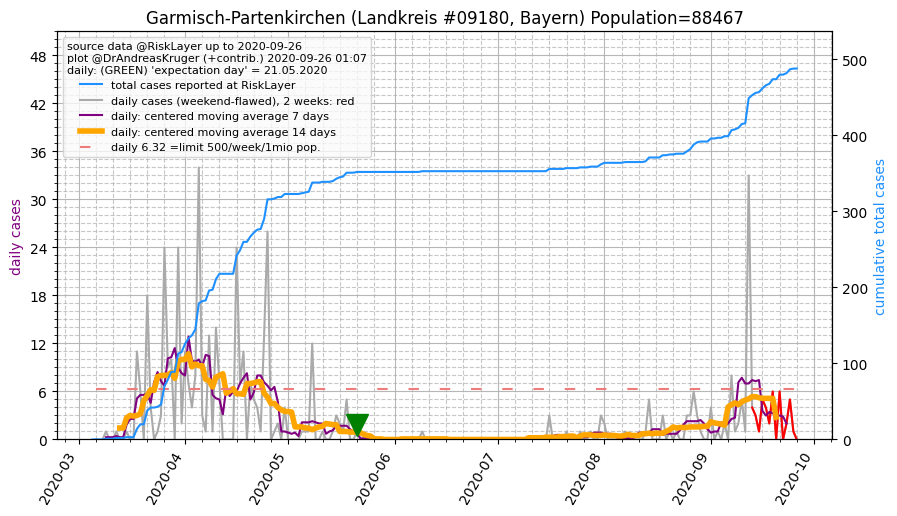 Garmisch-Partenkirchen (Landkreis #09180, Bayern) Population=88467
source data @RiskLayer up to 2020-09-26
plot @DrAndreasKruger (+contrib.) 2020-09-26 01:07
daily: (GREEN) 'expectation day' = 21.05.2020
total cases reported at RiskLayer
daily cases (weekend-flawed), 2 weeks: red
daily: centered moving average 7 days
daily: centered moving average 14 days
daily 6.32 =limit 500/week/1mio pop.
daily cases
48
42
36
30
24
18
12
6
0
cumulative total cases
500
400
300
200
100
0
2020-03
2020-04
2020-05
2020-06
2020-07
2020-08
2020-09
2020-10